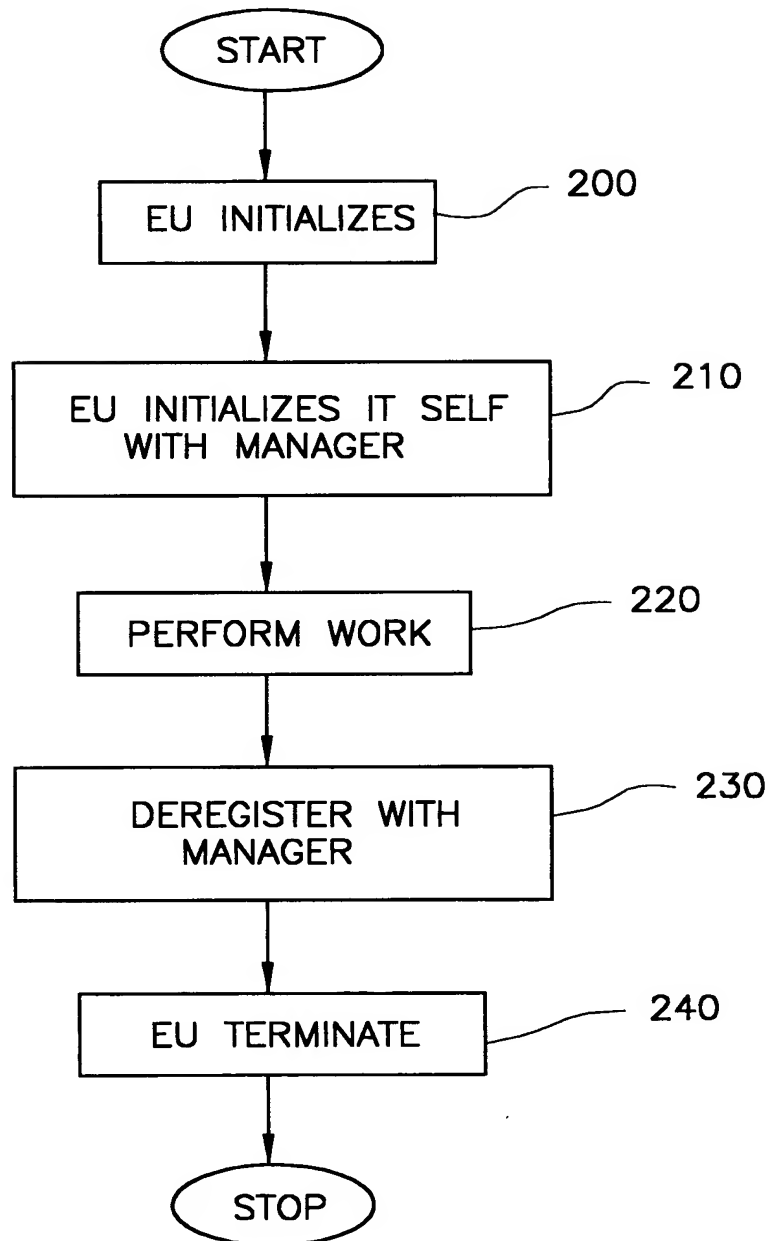 START
EU INITIALIZES
200
EU INITIALIZES IT SELF
WITH MANAGER
210
PERFORM WORK
220
DEREGISTER WITH
MANAGER
230
EU TERMINATE
240
STOP